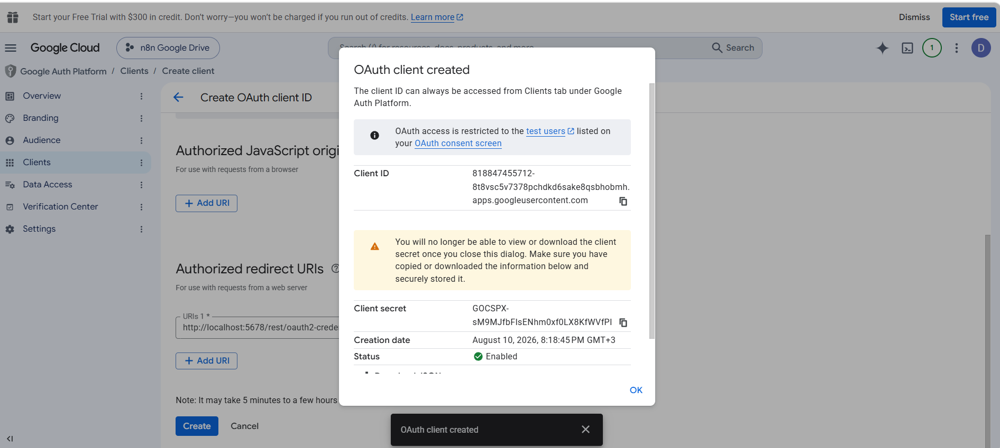 Start your Free Trial with $300 in credit. Don't worry—you won't be charged if you run out of credits. Learn more
Dismiss
Start free
Google Cloud
n8n Google Drive
Search (/) for resources, docs, products, and more
Search
1
D
Google Auth Platform / Clients / Create client
Overview
Branding
Audience
Clients
Data Access
Verification Center
Settings
Create OAuth client ID
Authorized JavaScript origi
For use with requests from a browser
Add URI
Authorized redirect URIs
For use with requests from a web server
URIs 1 *
http://localhost:5678/rest/oauth2-crede
Add URI
Note: It may take 5 minutes to a few hours
Create
Cancel
OAuth client created
The client ID can always be accessed from Clients tab under Google
Auth Platform.
OAuth access is restricted to the test users listed on
your OAuth consent screen
Client ID
818847455712-
8t8vsc5v7378pchdkd6sake8qsbhobmh.
apps.googleusercontent.com
You will no longer be able to view or download the client
secret once you close this dialog. Make sure you have
copied or downloaded the information below and
securely stored it.
Client secret
GOCSPX-
sM9MJfbFlsENhm0xf0LX8KfWVfPl
Creation date
August 10, 2026, 8:18:45 PM GMT+3
Status
Enabled
OK
OAuth client created